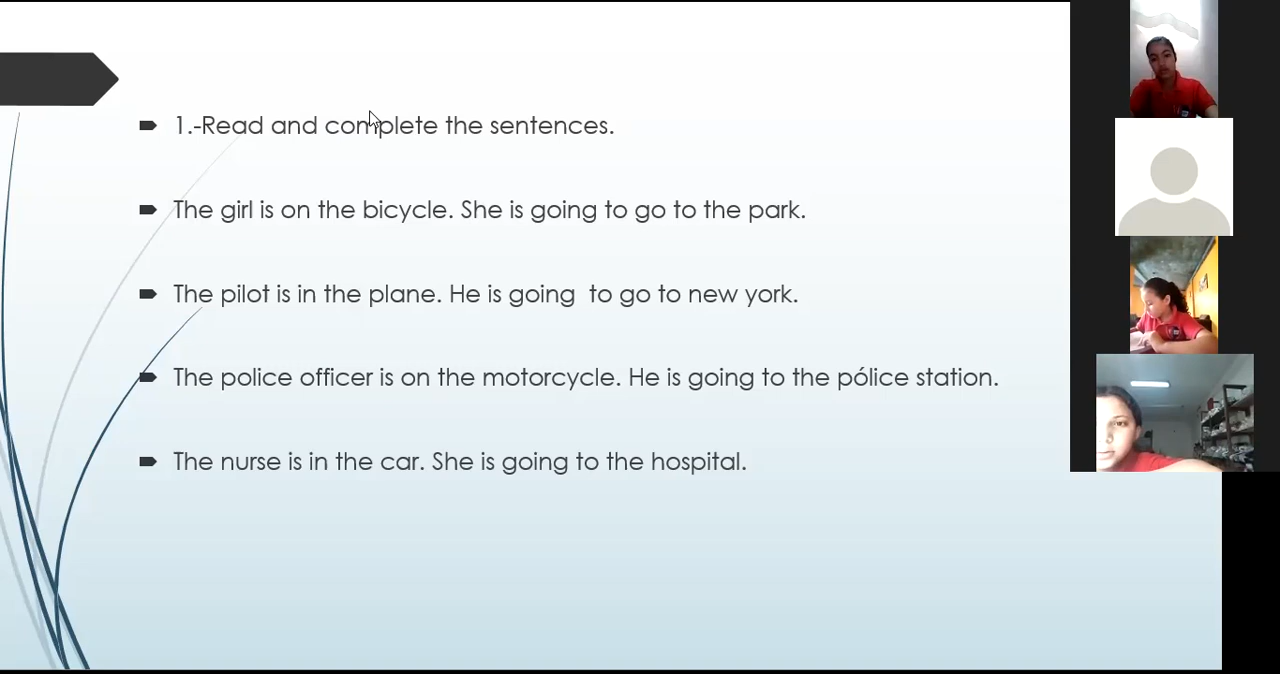 1.-Read and complete the sentences.
The girl is on the bicycle. She is going to go to the park.
The pilot is in the plane. He is going  to go to new york.
The police officer is on the motorcycle. He is going to the pólice station.
The nurse is in the car. She is going to the hospital.